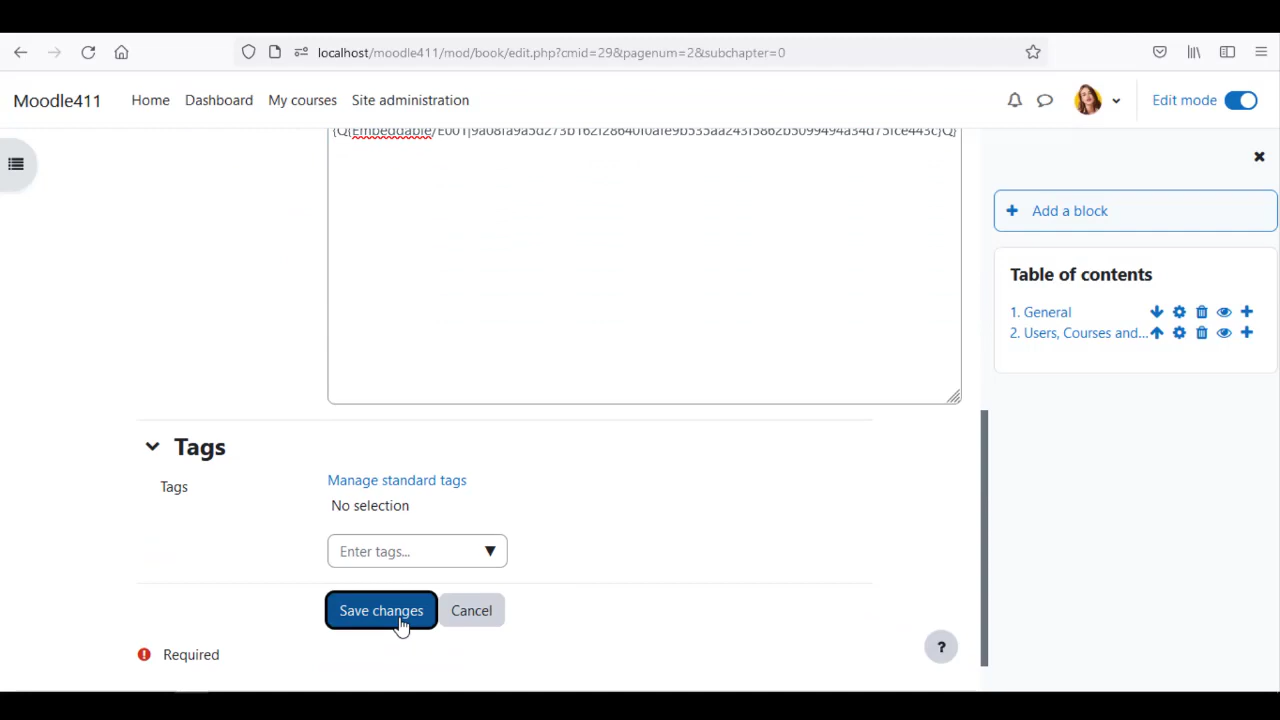 localhost/moodle411/mod/book/edit.php?cmid=29&pagenum=2&subchapter=0
Moodle411 Home Dashboard My courses Site administration Edit mode
Add a block
Table of contents
1. General
2. Users, Courses and...
Tags
Tags
Manage standard tags
No selection
Enter tags...
Save changes Cancel
Required
?